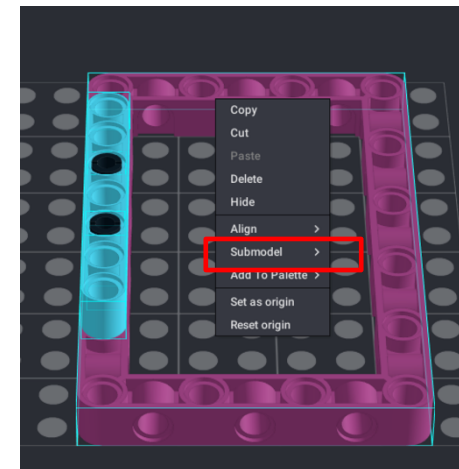 Copy
Cut
Paste
Delete
Hide
Align
Submodel
Add To Palette
Set as origin
Reset origin